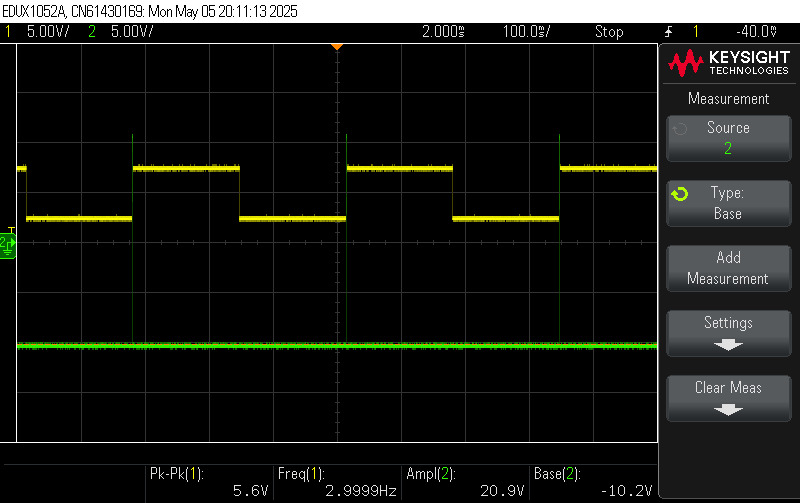 EDUX1052A, CN61430169: Mon May 05 20:11:13 2025
1 5.00V/ 2 5.00V/ 2.000s 100.0s/ Stop 1 -40.0V
KEYSIGHT
TECHNOLOGIES
Measurement
Source
2
Type:
Base
Add
Measurement
Settings
Clear Meas
T
2
Pk-Pk(1): Freq(1): Ampl(2): Base(2):
5.6V 2.9999Hz 20.9V -10.2V